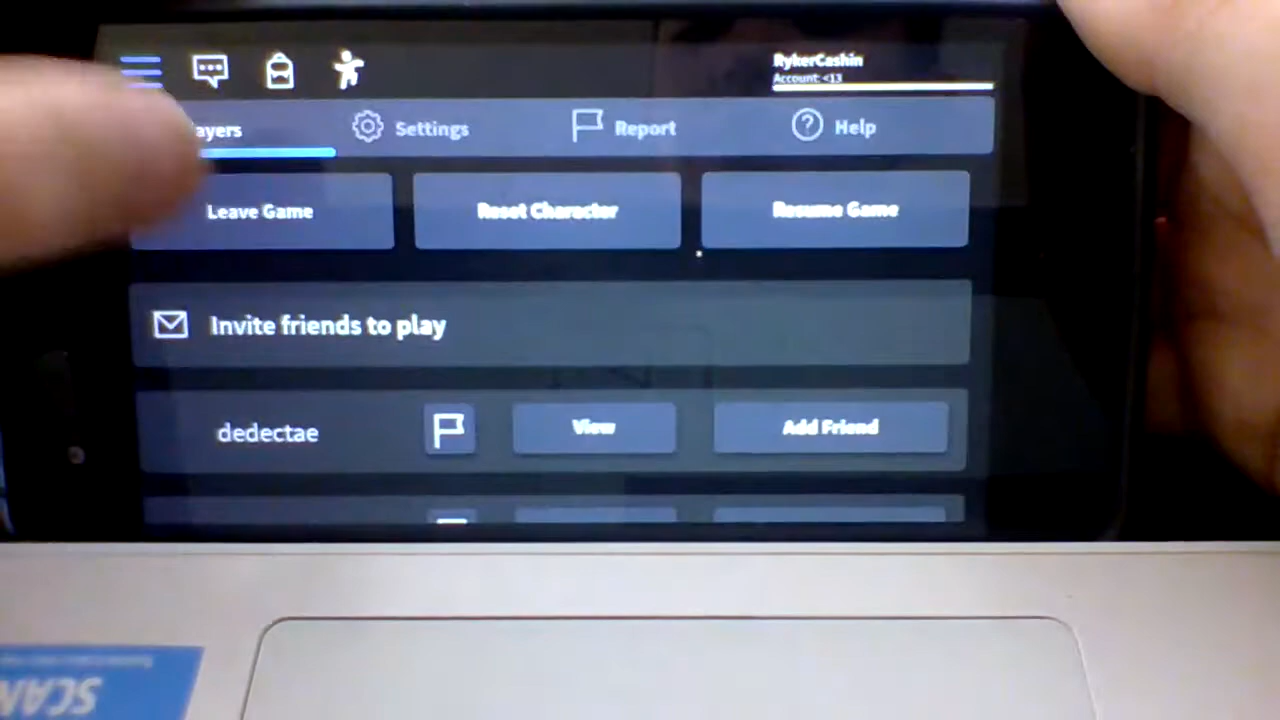 RykerCashin
Account: <13
ayers
Settings
Report
Help
Leave Game
Reset Character
Resume Game
Invite friends to play
dedectae
View
Add Friend
SCAN